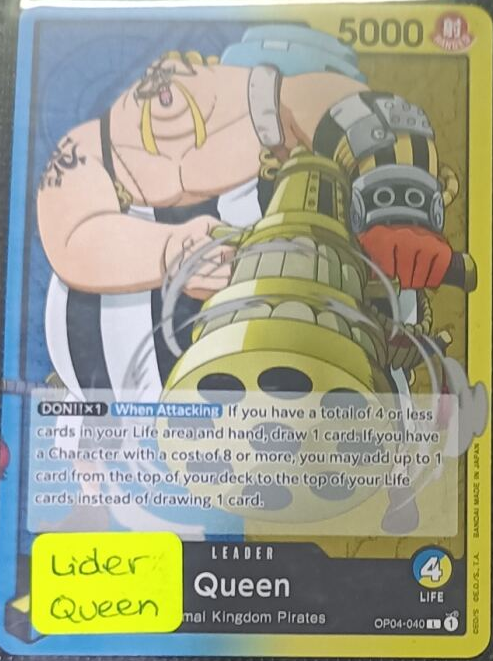 5000 射
RANGED
DON!!×1 When Attacking If you have a total of 4 or less
cards in your Life area and hand, draw 1 card. If you have
a Character with a cost of 8 or more, you may add up to 1
card from the top of your deck to the top of your Life
cards instead of drawing 1 card.
LEADER
Queen
mal Kingdom Pirates
4
LIFE
OP04-040 L 1
BANDAI MADE IN JAPAN
Lider
Queen